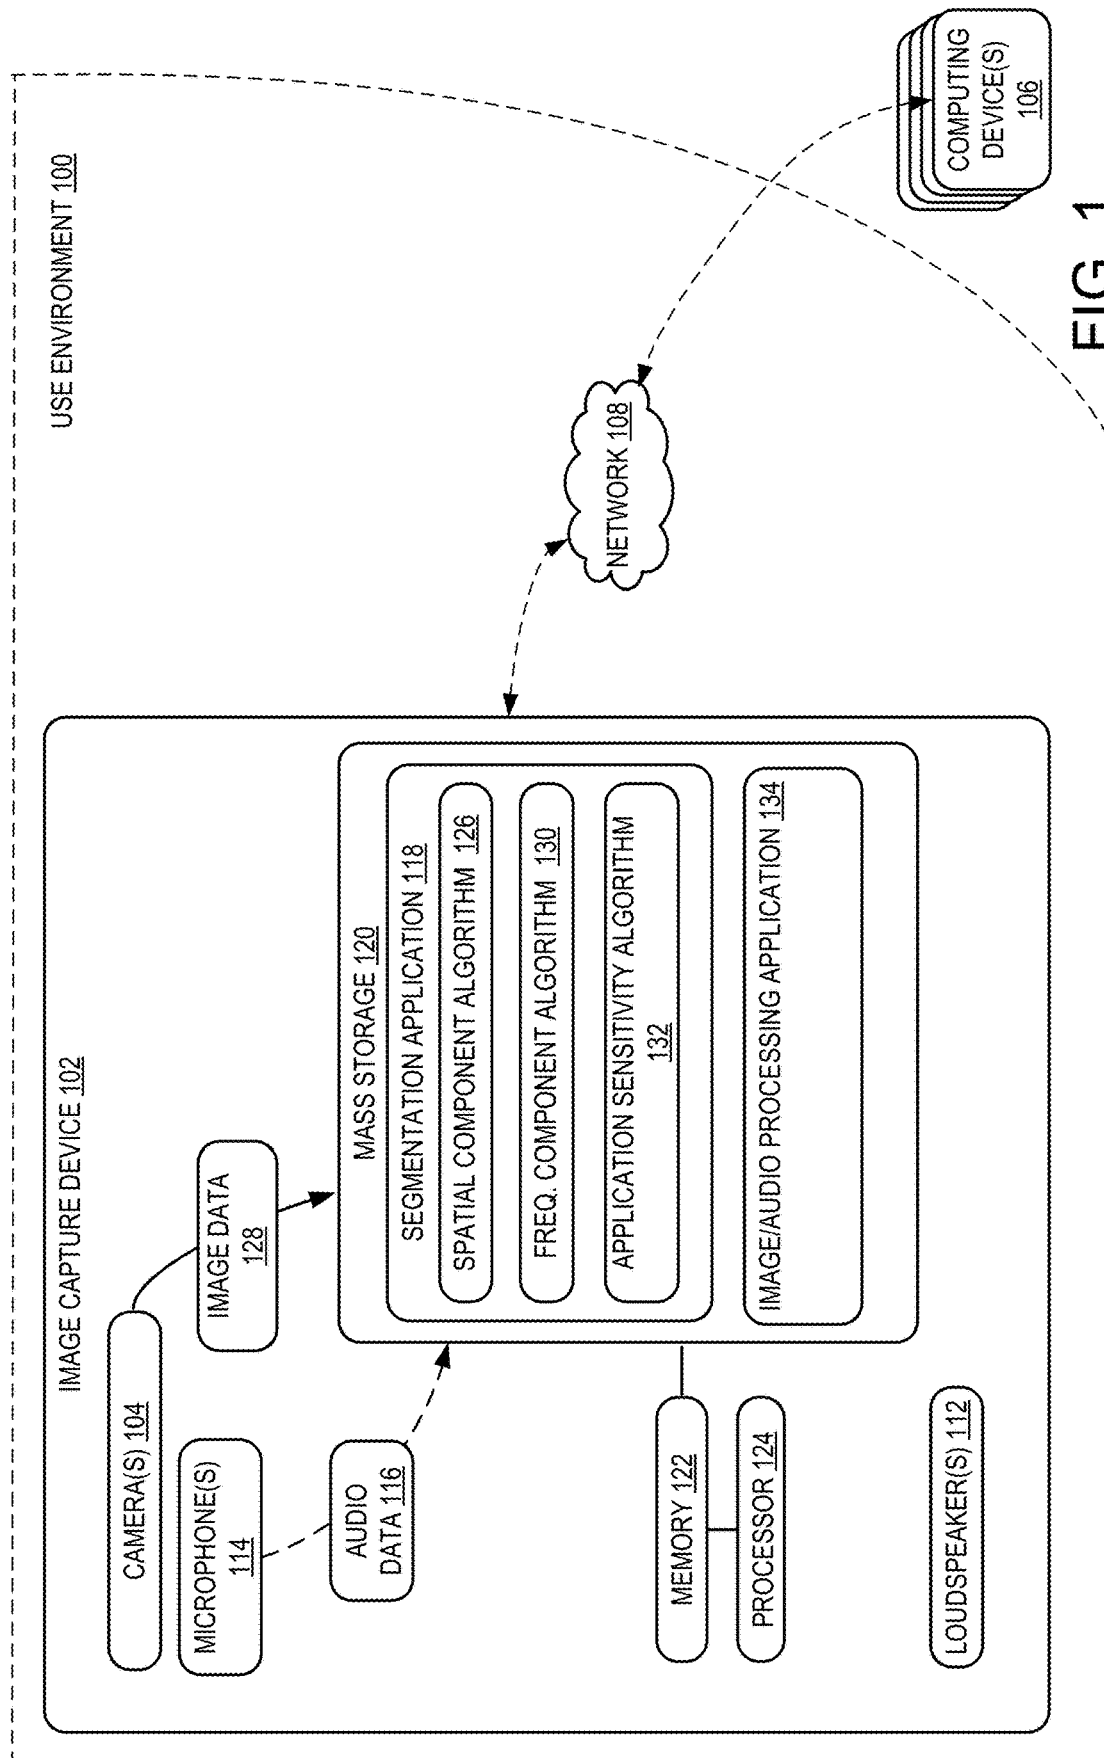 USE ENVIRONMENT 100
IMAGE CAPTURE DEVICE 102
CAMERA(S) 104
IMAGE DATA
128
MICROPHONE(S)
114
AUDIO
DATA 116
MASS STORAGE 120
SEGMENTATION APPLICATION 118
SPATIAL COMPONENT ALGORITHM 126
FREQ. COMPONENT ALGORITHM 130
APPLICATION SENSITIVITY ALGORITHM
132
IMAGE/AUDIO PROCESSING APPLICATION 134
MEMORY 122
PROCESSOR 124
LOUDSPEAKER(S) 112
NETWORK 108
COMPUTING
DEVICE(S)
106
FIG. 1